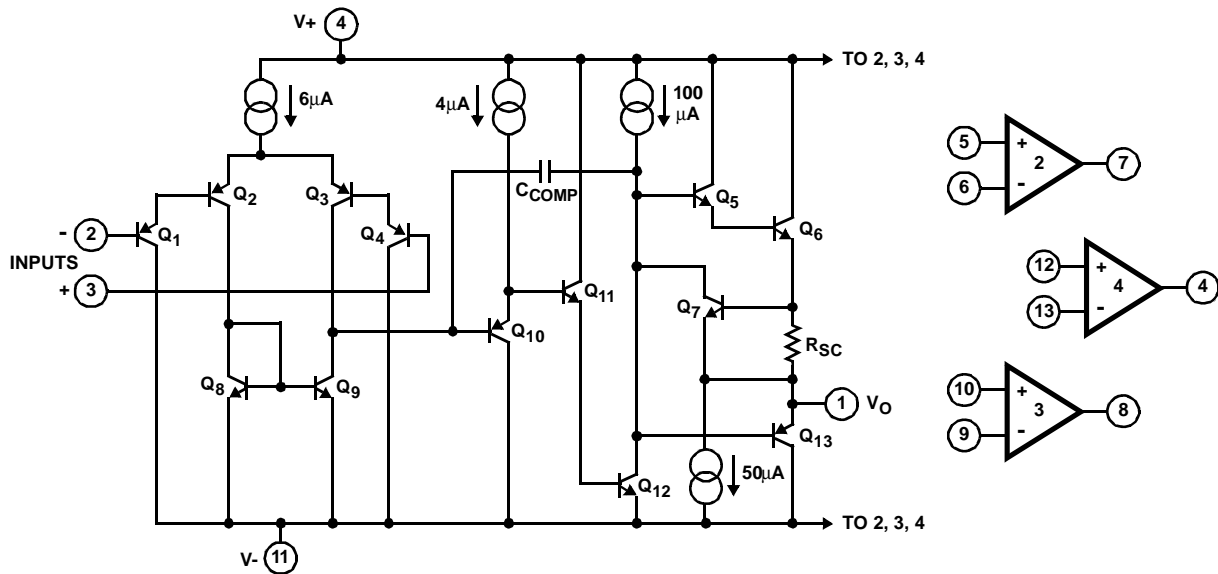 V+ 4
TO 2, 3, 4
6μA
4μA
100 μA
5 + 2 7
6 -
CCOMP
Q2
Q3
Q5
Q6
- 2
Q1
Q4
INPUTS
+ 3
12 + 4 4
13 -
Q11
Q7
Q10
RSC
Q8
Q9
1 VO
10 + 3 8
9 -
Q13
50μA
Q12
TO 2, 3, 4
V- 11